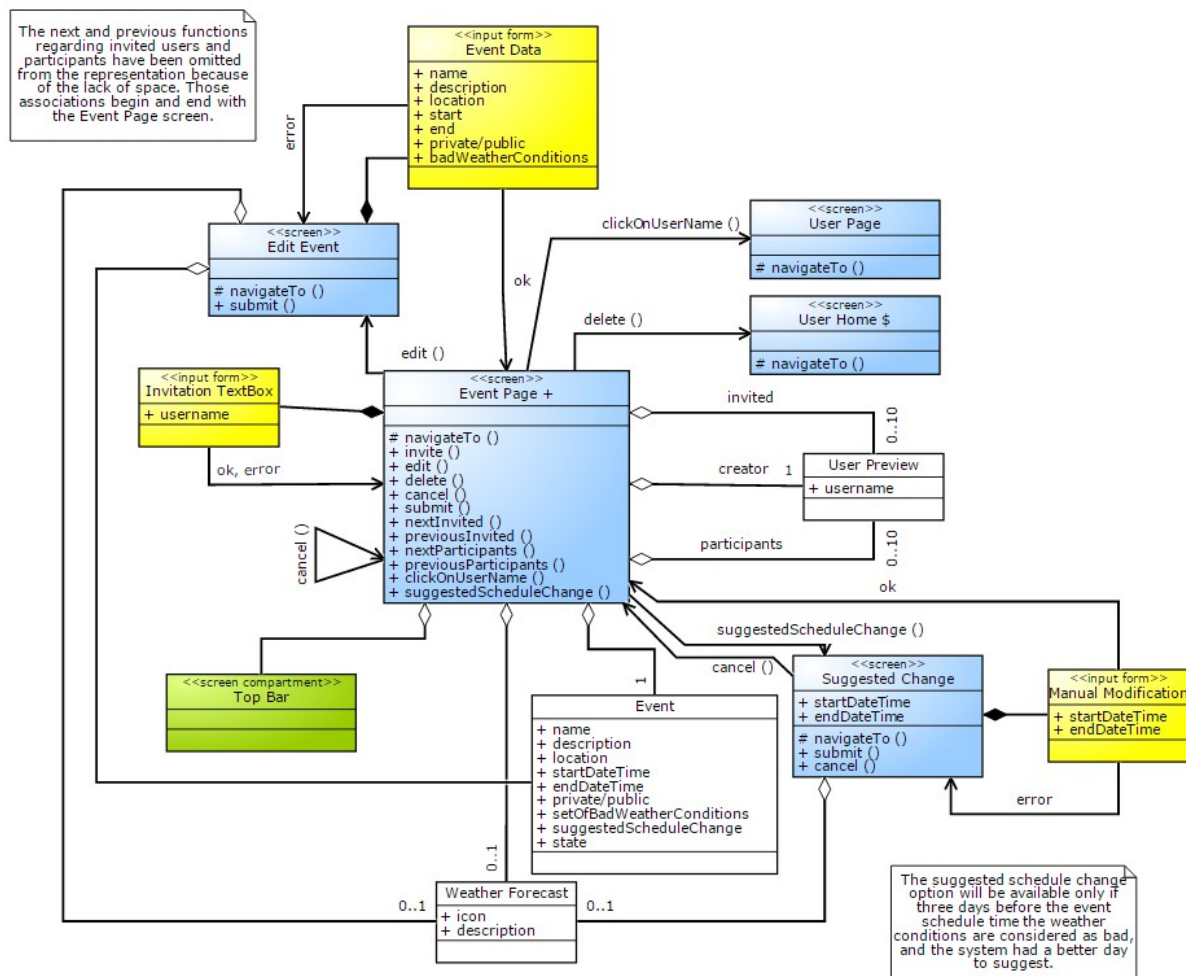 The next and previous functions
regarding invited users and
participants have been omitted
from the representation because
of the lack of space. Those
associations begin and end with
the Event Page screen.
<<input form>>
Event Data
+ name
+ description
+ location
+ start
+ end
+ private/public
+ badWeatherConditions
error
ok
<<screen>>
Edit Event
# navigateTo ()
+ submit ()
edit ()
clickOnUserName ()
<<screen>>
User Page
# navigateTo ()
delete ()
<<screen>>
User Home $
# navigateTo ()
<<input form>>
Invitation TextBox
+ username
ok, error
<<screen>>
Event Page +
# navigateTo ()
+ invite ()
+ edit ()
+ delete ()
+ cancel ()
+ submit ()
+ nextInvited ()
+ previousInvited ()
+ nextParticipants ()
+ previousParticipants ()
+ clickOnUserName ()
+ suggestedScheduleChange ()
cancel ()
invited
0..10
creator 1
User Preview
+ username
participants
0..10
ok
suggestedScheduleChange ()
cancel ()
<<screen compartment>>
Top Bar
<<screen>>
Suggested Change
+ startDateTime
+ endDateTime
# navigateTo ()
+ submit ()
+ cancel ()
<<input form>>
Manual Modification
+ startDateTime
+ endDateTime
error
1
Event
+ name
+ description
+ location
+ startDateTime
+ endDateTime
+ private/public
+ setOfBadWeatherConditions
+ suggestedScheduleChange
+ state
0..1
0..1
0..1
Weather Forecast
+ icon
+ description
The suggested schedule change
option will be available only if
three days before the event
schedule time the weather
conditions are considered as bad,
and the system had a better day
to suggest.